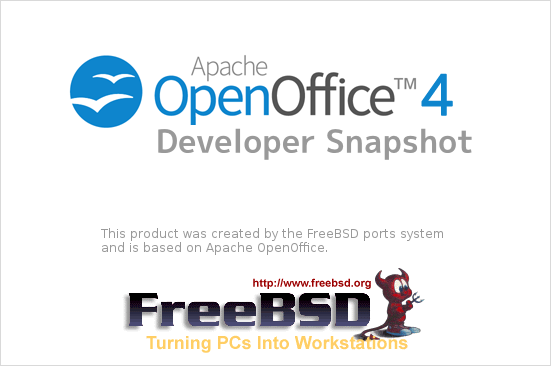 Apache
OpenOffice™ 4
Developer Snapshot
This product was created by the FreeBSD ports system
and is based on Apache OpenOffice.
http://www.freebsd.org
FreeBSD
Turning PCs Into Workstations